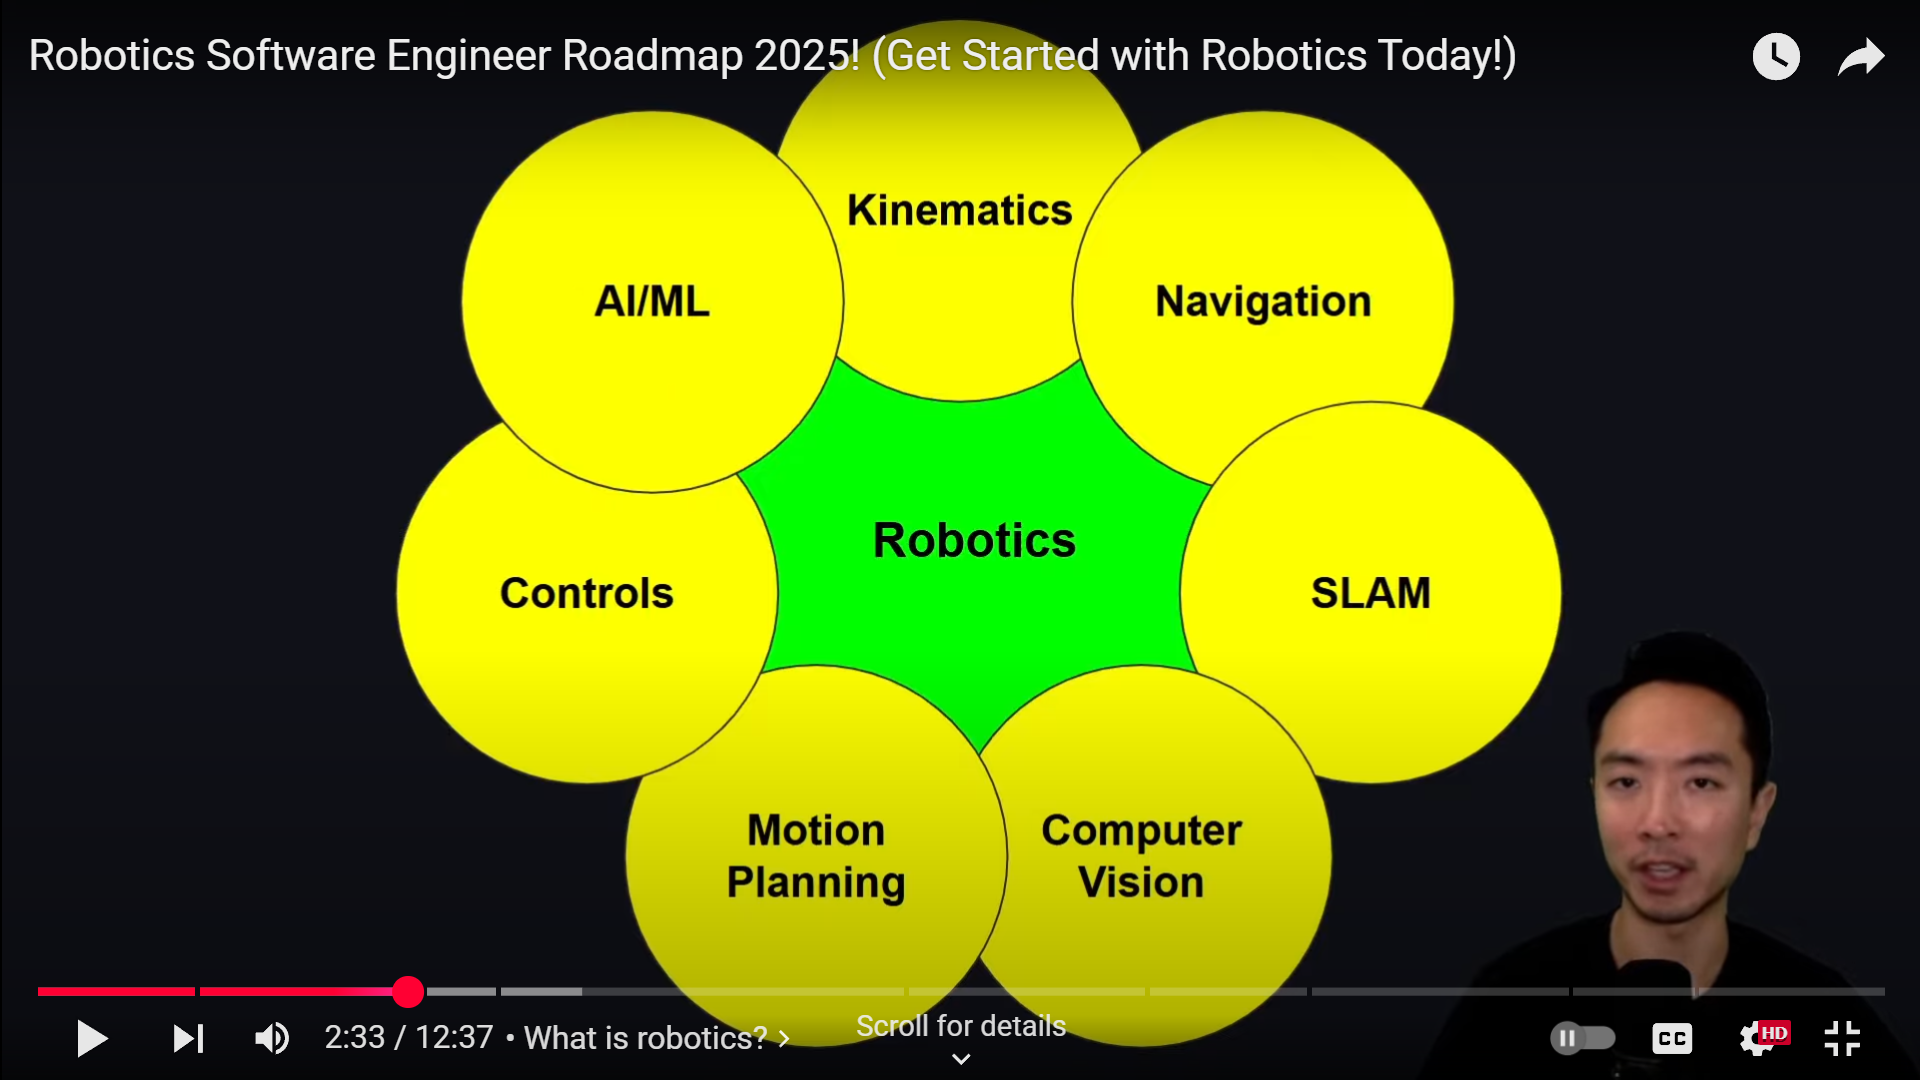 Robotics Software Engineer Roadmap 2025! (Get Started with Robotics Today!)
Kinematics
AI/ML
Navigation
Robotics
Controls
SLAM
Motion
Planning
Computer
Vision
2:33 / 12:37 • What is robotics? >
Scroll for details
CC
HD